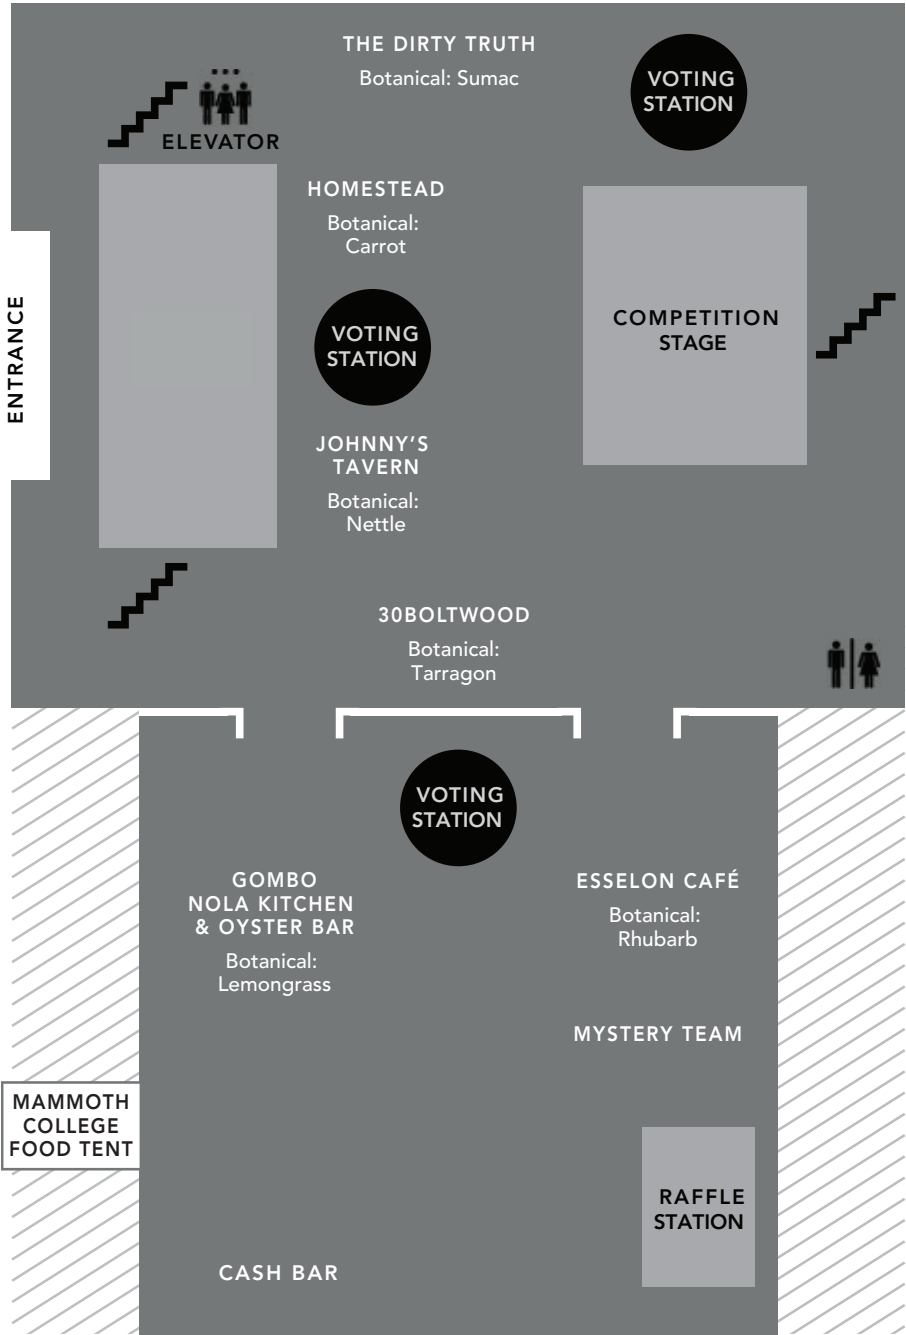 THE DIRTY TRUTH
Botanical: Sumac
VOTING
STATION
ELEVATOR
HOMESTEAD
Botanical:
Carrot
ENTRANCE
VOTING
STATION
COMPETITION
STAGE
JOHNNY’S
TAVERN
Botanical:
Nettle
30BOLTWOOD
Botanical:
Tarragon
VOTING
STATION
GOMBO
NOLA KITCHEN
& OYSTER BAR
Botanical:
Lemongrass
ESSELON CAFÉ
Botanical:
Rhubarb
MYSTERY TEAM
MAMMOTH
COLLEGE
FOOD TENT
RAFFLE
STATION
CASH BAR